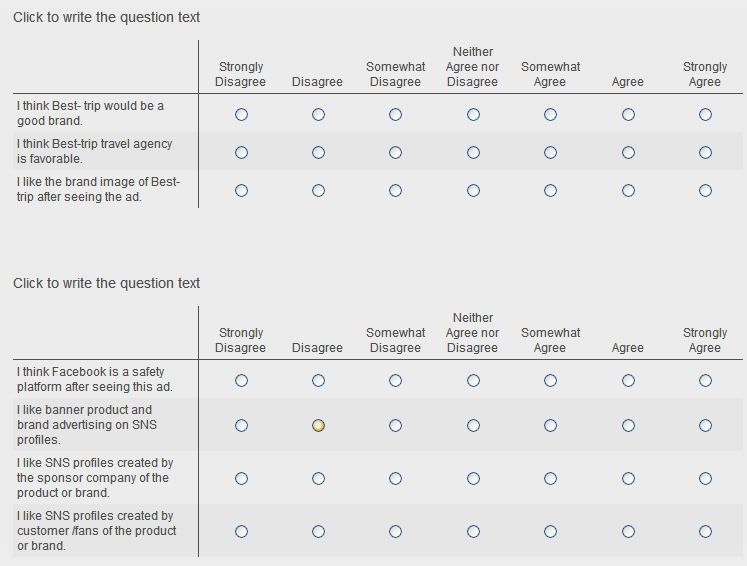 Click to write the question text
Strongly Disagree Disagree Somewhat Disagree Neither Agree nor Disagree Somewhat Agree Agree Strongly Agree
I think Best- trip would be a
good brand.
I think Best-trip travel agency
is favorable.
I like the brand image of Best-
trip after seeing the ad.
Click to write the question text
Strongly Disagree Disagree Somewhat Disagree Neither Agree nor Disagree Somewhat Agree Agree Strongly Agree
I think Facebook is a safety
platform after seeing this ad.
I like banner product and
brand advertising on SNS
profiles.
I like SNS profiles created by
the sponsor company of the
product or brand.
I like SNS profiles created by
customer /fans of the product
or brand.